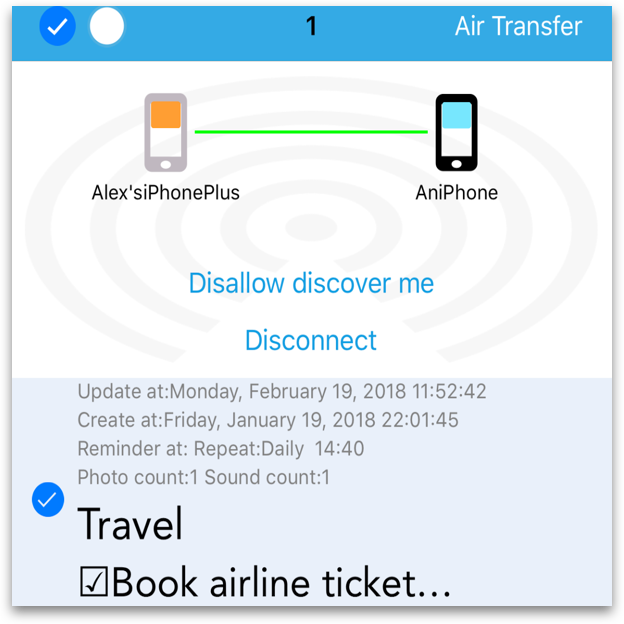 1 Air Transfer
Alex'siPhonePlus AniPhone
Disallow discover me
Disconnect
Update at:Monday, February 19, 2018 11:52:42
Create at:Friday, January 19, 2018 22:01:45
Reminder at: Repeat:Daily  14:40
Photo count:1 Sound count:1
Travel
☑Book airline ticket...